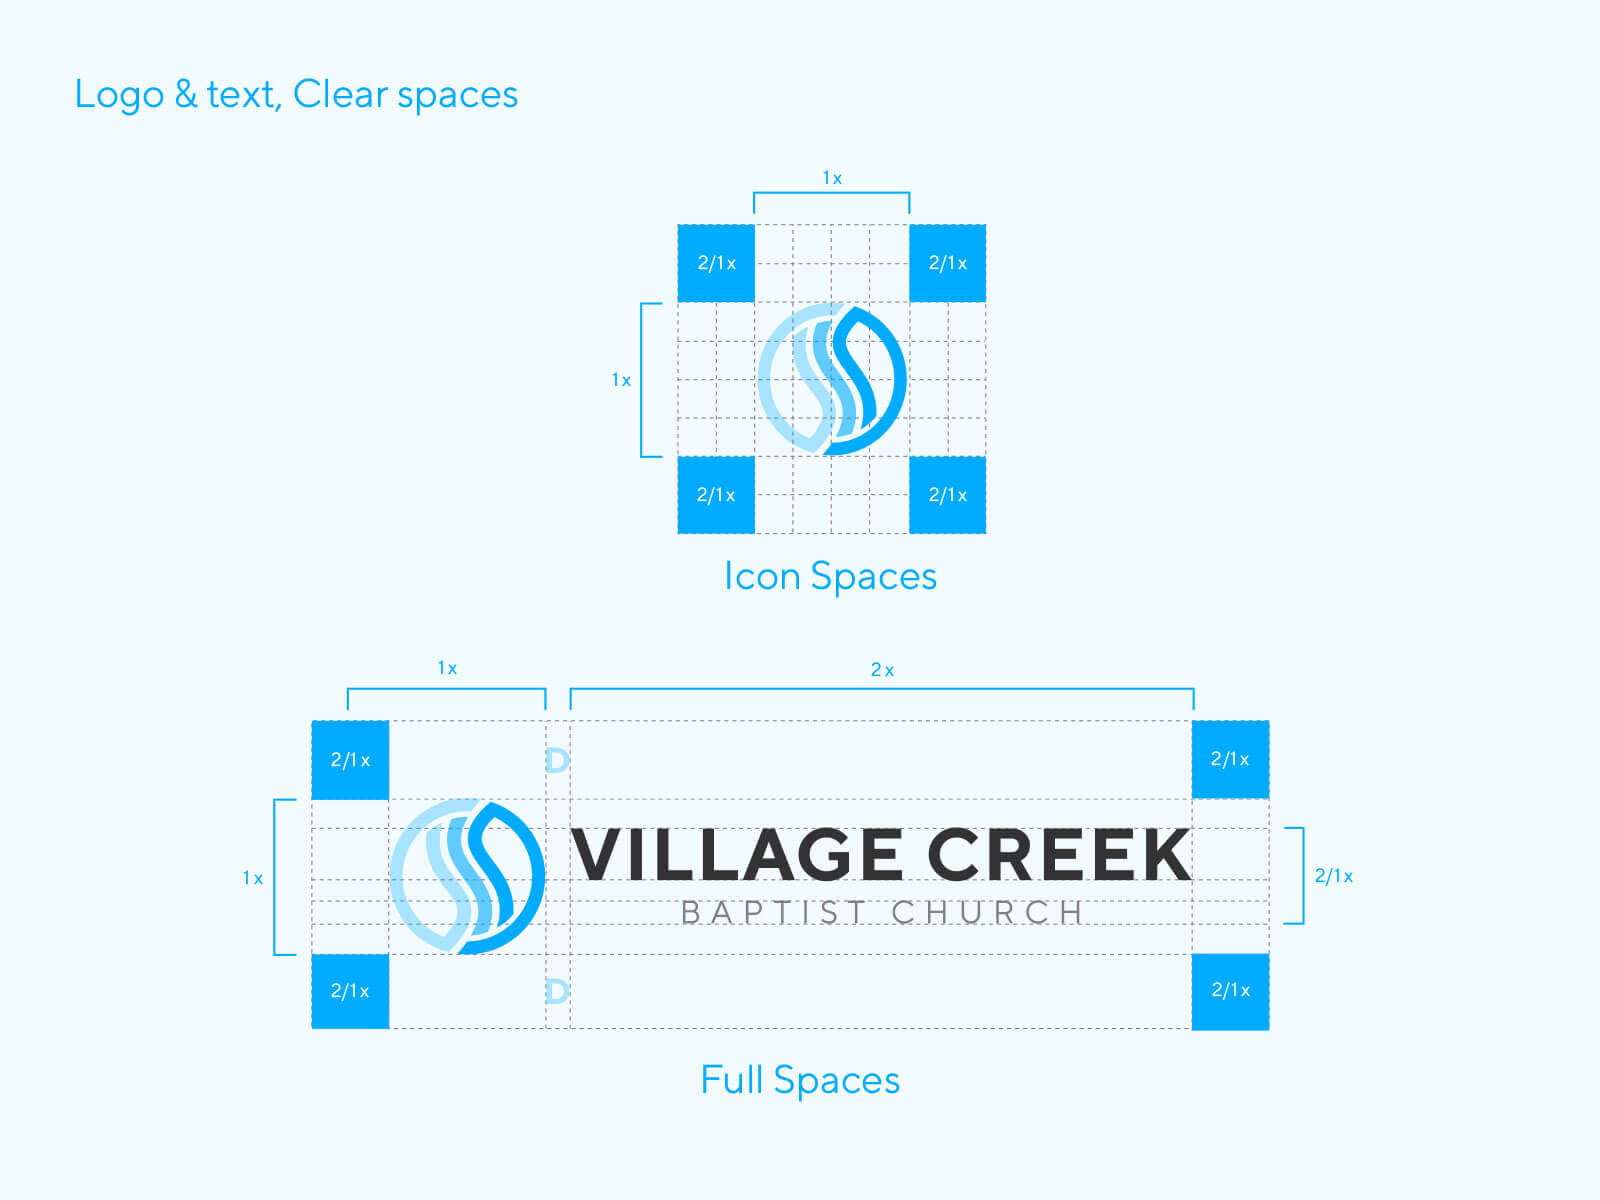 Logo & text, Clear spaces
1x
2/1x
2/1x
1x
2/1x
2/1x
Icon Spaces
1x
2x
2/1x
D
2/1x
1x
VILLAGE CREEK
2/1x
BAPTIST CHURCH
2/1x
D
2/1x
Full Spaces